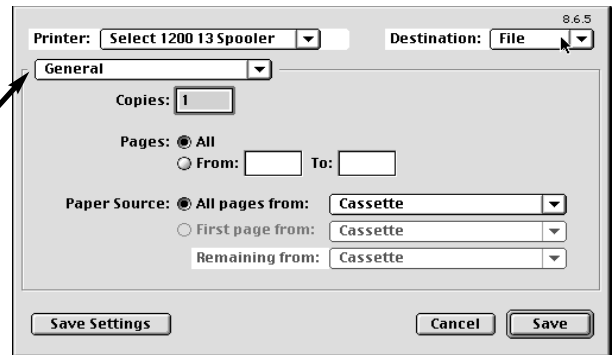 8.6.5
Printer: Select 1200 13 Spooler Destination: File
General
Copies: 1
Pages: All
From: To:
Paper Source: All pages from: Cassette
First page from: Cassette
Remaining from: Cassette
Save Settings Cancel Save